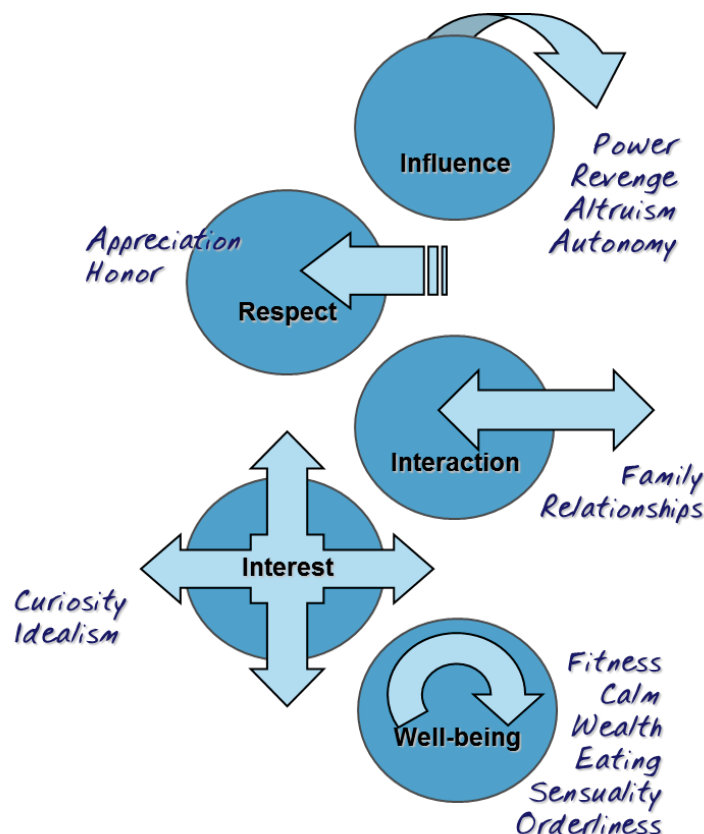 Influence
Power
Revenge
Altruism
Autonomy
Appreciation
Honor
Respect
Interaction
Family
Relationships
Interest
Curiosity
Idealism
Well-being
Fitness
Calm
Wealth
Eating
Sensuality
Orderliness